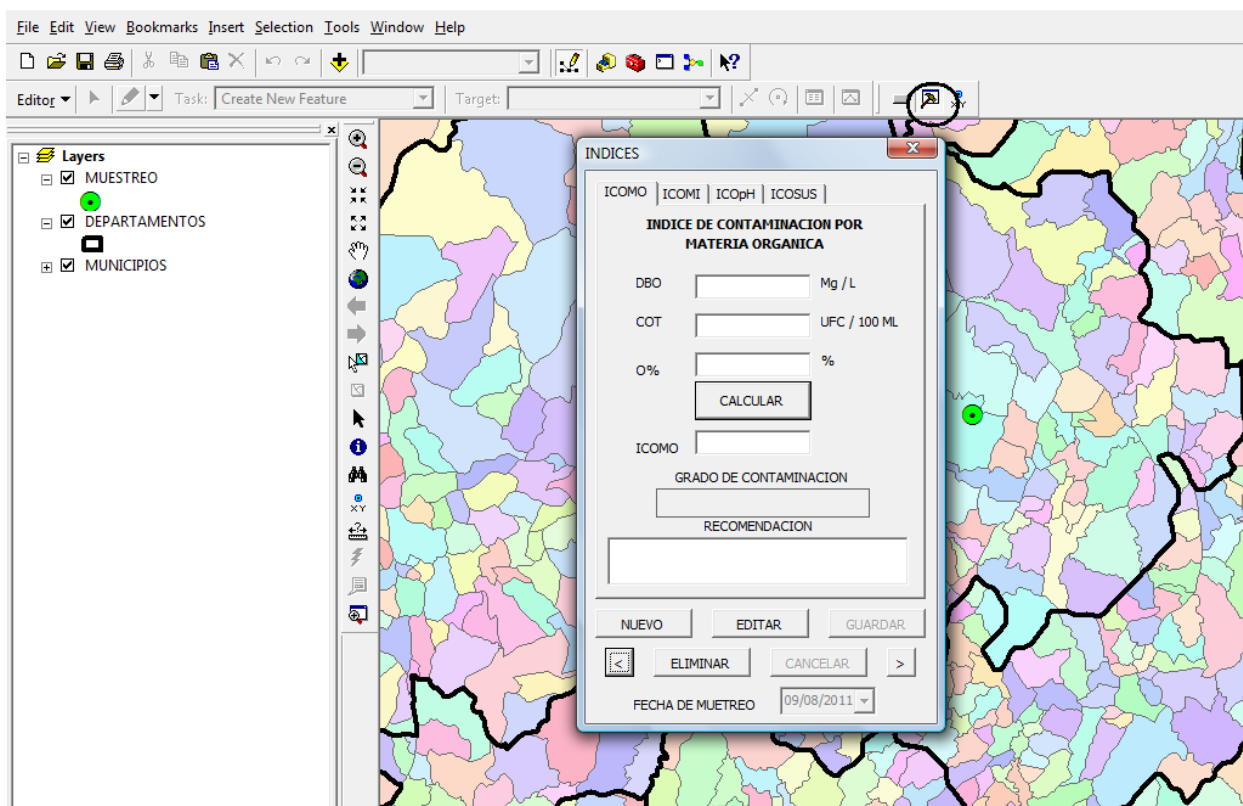 File Edit View Bookmarks Insert Selection Tools Window Help
Editor Task: Create New Feature Target:
Layers
MUESTREO
DEPARTAMENTOS
MUNICIPIOS
INDICES
ICOMO ICOMI ICOpH ICOSUS
INDICE DE CONTAMINACION POR
MATERIA ORGANICA
DBO Mg / L
COT UFC / 100 ML
O% %
CALCULAR
ICOMO
GRADO DE CONTAMINACION
RECOMENDACION
NUEVO EDITAR GUARDAR
< ELIMINAR CANCELAR >
FECHA DE MUETREO 09/08/2011